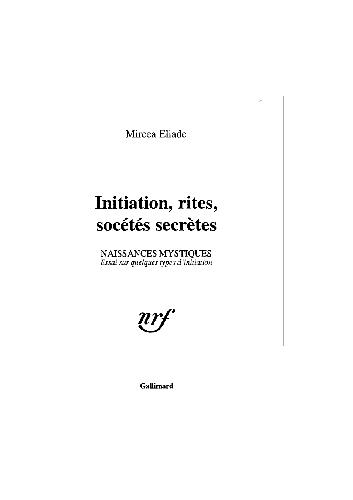 Mircea Eliade
Initiation, rites,
socétés secrètes
NAISSANCES MYSTIQUES
Essai sur quelques types d'initiation
nrf
Gallimard